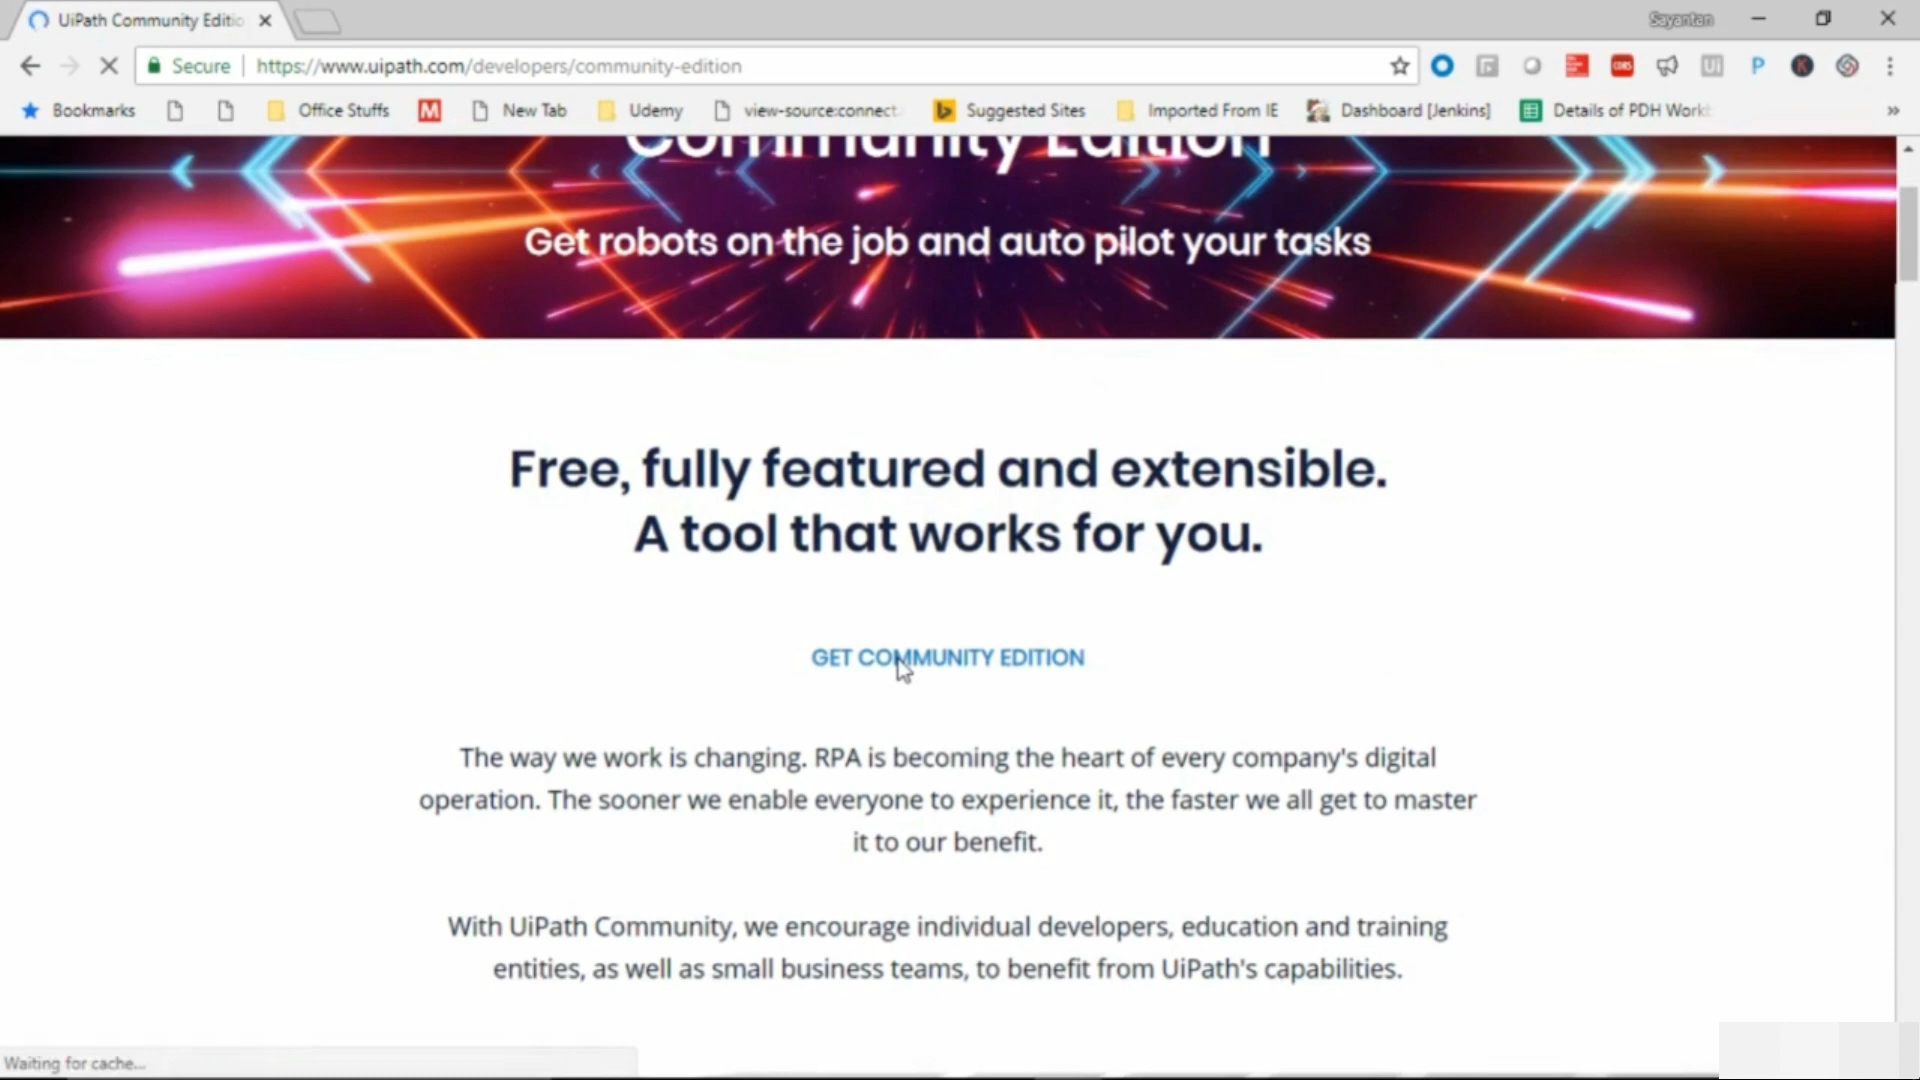 UiPath Community Editio
Sayantan
Secure https://www.uipath.com/developers/community-edition
Bookmarks Office Stuffs M New Tab Udemy view-source:connect. Suggested Sites Imported From IE Dashboard [Jenkins] Details of PDH Work
Community Edition
Get robots on the job and auto pilot your tasks
Free, fully featured and extensible.
A tool that works for you.
GET COMMUNITY EDITION
The way we work is changing. RPA is becoming the heart of every company's digital
operation. The sooner we enable everyone to experience it, the faster we all get to master
it to our benefit.
With UiPath Community, we encourage individual developers, education and training
entities, as well as small business teams, to benefit from UiPath's capabilities.
Waiting for cache...